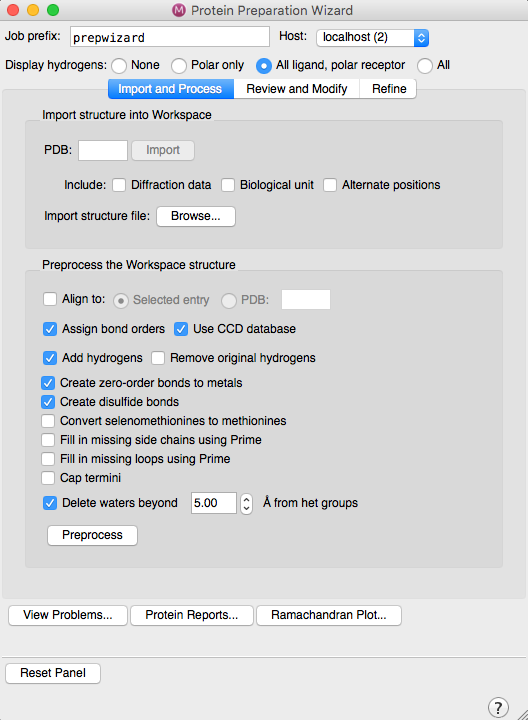 Protein Preparation Wizard
Job prefix: prepwizard Host: localhost (2)
Display hydrogens: None Polar only All ligand, polar receptor All
Import and Process Review and Modify Refine
Import structure into Workspace
PDB: Import
Include: Diffraction data Biological unit Alternate positions
Import structure file: Browse...
Preprocess the Workspace structure
Align to: Selected entry PDB:
Assign bond orders Use CCD database
Add hydrogens Remove original hydrogens
Create zero-order bonds to metals
Create disulfide bonds
Convert selenomethionines to methionines
Fill in missing side chains using Prime
Fill in missing loops using Prime
Cap termini
Delete waters beyond 5.00 Å from het groups
Preprocess
View Problems... Protein Reports... Ramachandran Plot...
Reset Panel
?